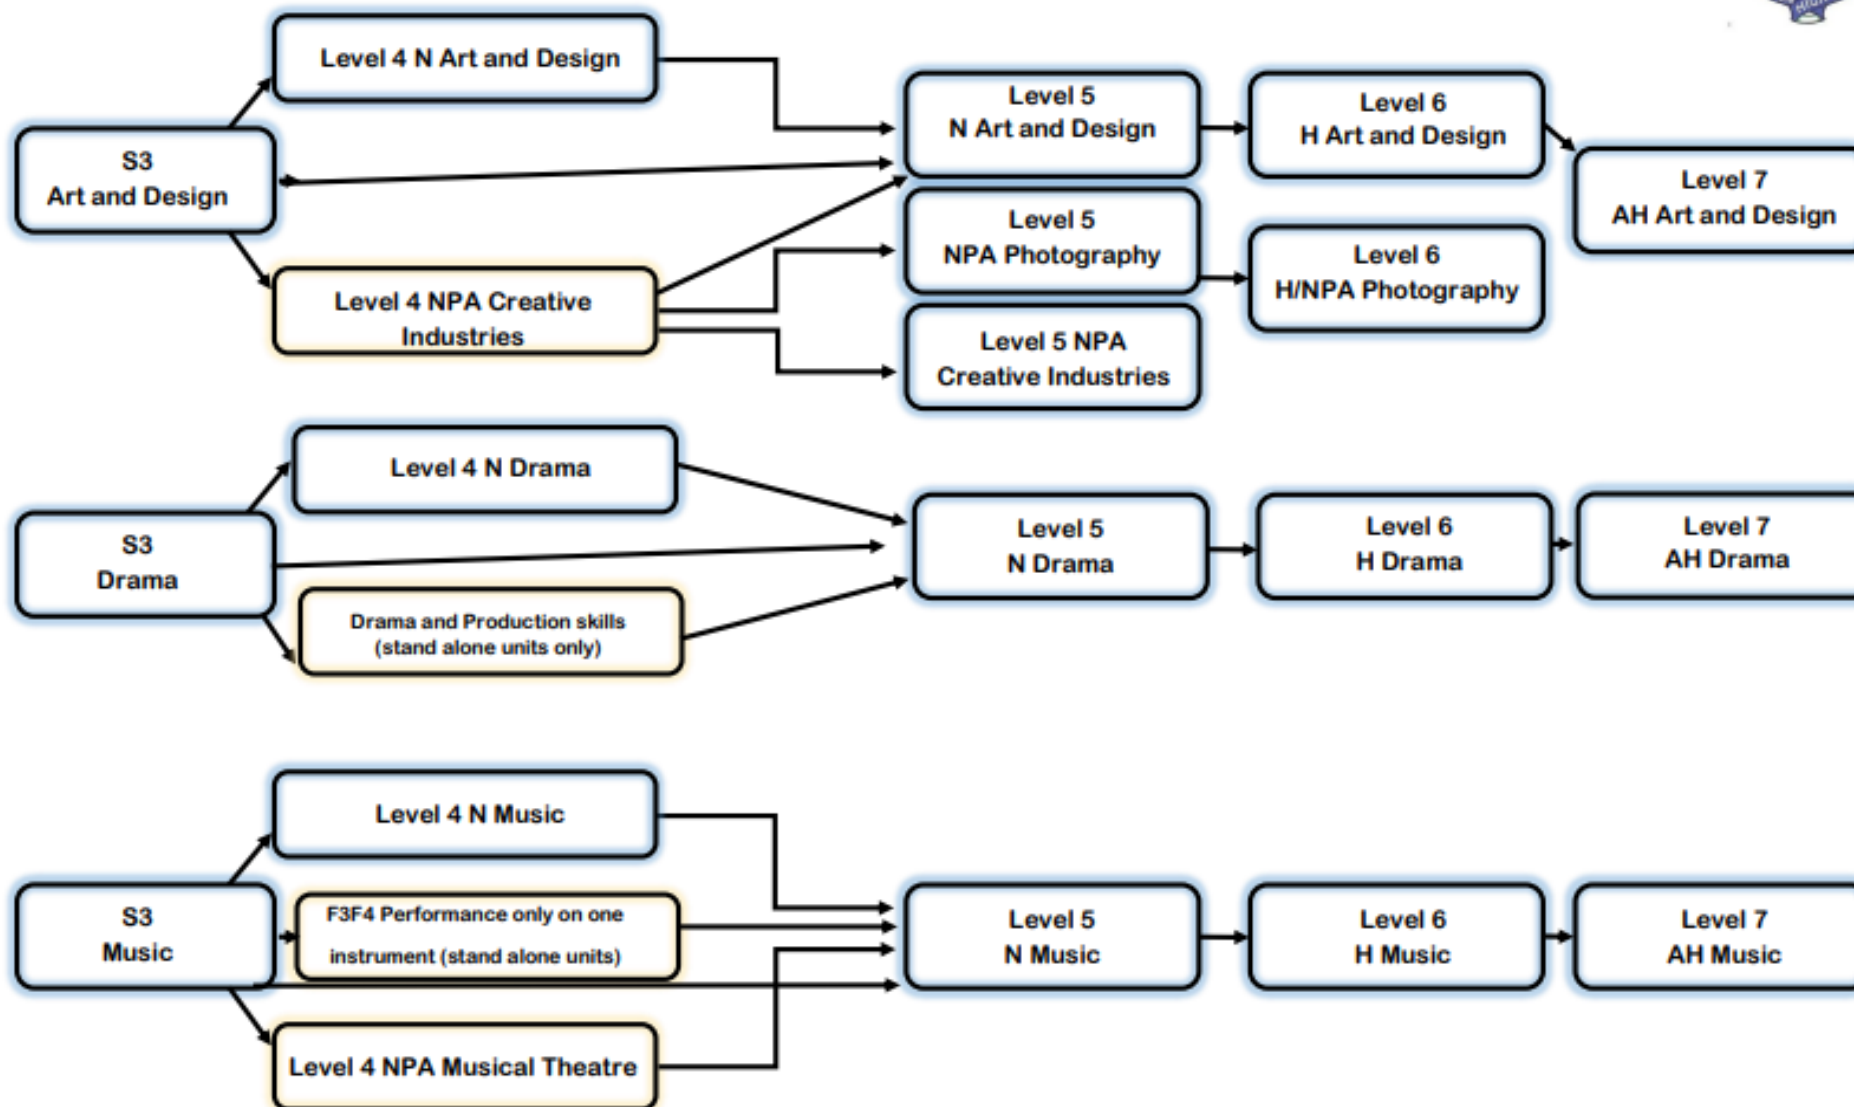 Level 4 N Art and Design
S3
Art and Design
Level 4 NPA Creative
Industries
Level 5
N Art and Design
Level 5
NPA Photography
Level 5 NPA
Creative Industries
Level 6
H Art and Design
Level 6
H/NPA Photography
Level 7
AH Art and Design
Level 4 N Drama
S3
Drama
Drama and Production skills
(stand alone units only)
Level 5
N Drama
Level 6
H Drama
Level 7
AH Drama
Level 4 N Music
S3
Music
F3F4 Performance only on one
instrument (stand alone units)
Level 4 NPA Musical Theatre
Level 5
N Music
Level 6
H Music
Level 7
AH Music